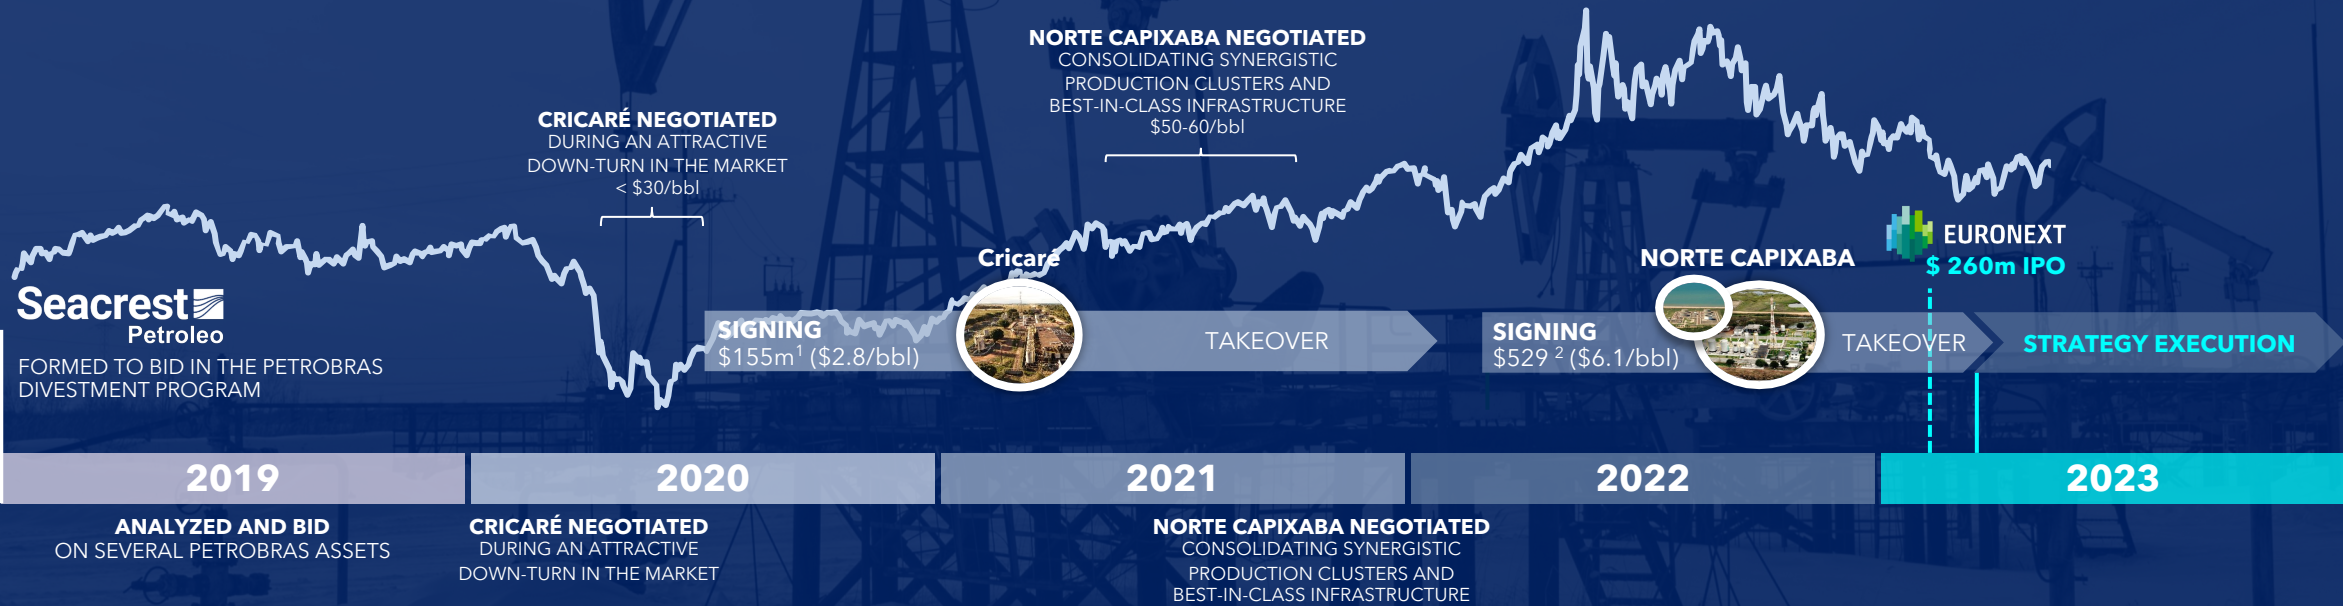 NORTE CAPIXABA NEGOTIATED
CONSOLIDATING SYNERGISTIC
PRODUCTION CLUSTERS AND
BEST-IN-CLASS INFRASTRUCTURE
$50-60/bbl
CRICARÉ NEGOTIATED
DURING AN ATTRACTIVE
DOWN-TURN IN THE MARKET
< $30/bbl
Seacrest
Petroleo
FORMED TO BID IN THE PETROBRAS
DIVESTMENT PROGRAM
SIGNING
$155m¹ ($2.8/bbl)
Cricaré
TAKEOVER
SIGNING
$529 ² ($6.1/bbl)
NORTE CAPIXABA
TAKEOVER
EURONEXT
$ 260m IPO
STRATEGY EXECUTION
2019
2020
2021
2022
2023
ANALYZED AND BID
ON SEVERAL PETROBRAS ASSETS
CRICARÉ NEGOTIATED
DURING AN ATTRACTIVE
DOWN-TURN IN THE MARKET
NORTE CAPIXABA NEGOTIATED
CONSOLIDATING SYNERGISTIC
PRODUCTION CLUSTERS AND
BEST-IN-CLASS INFRASTRUCTURE